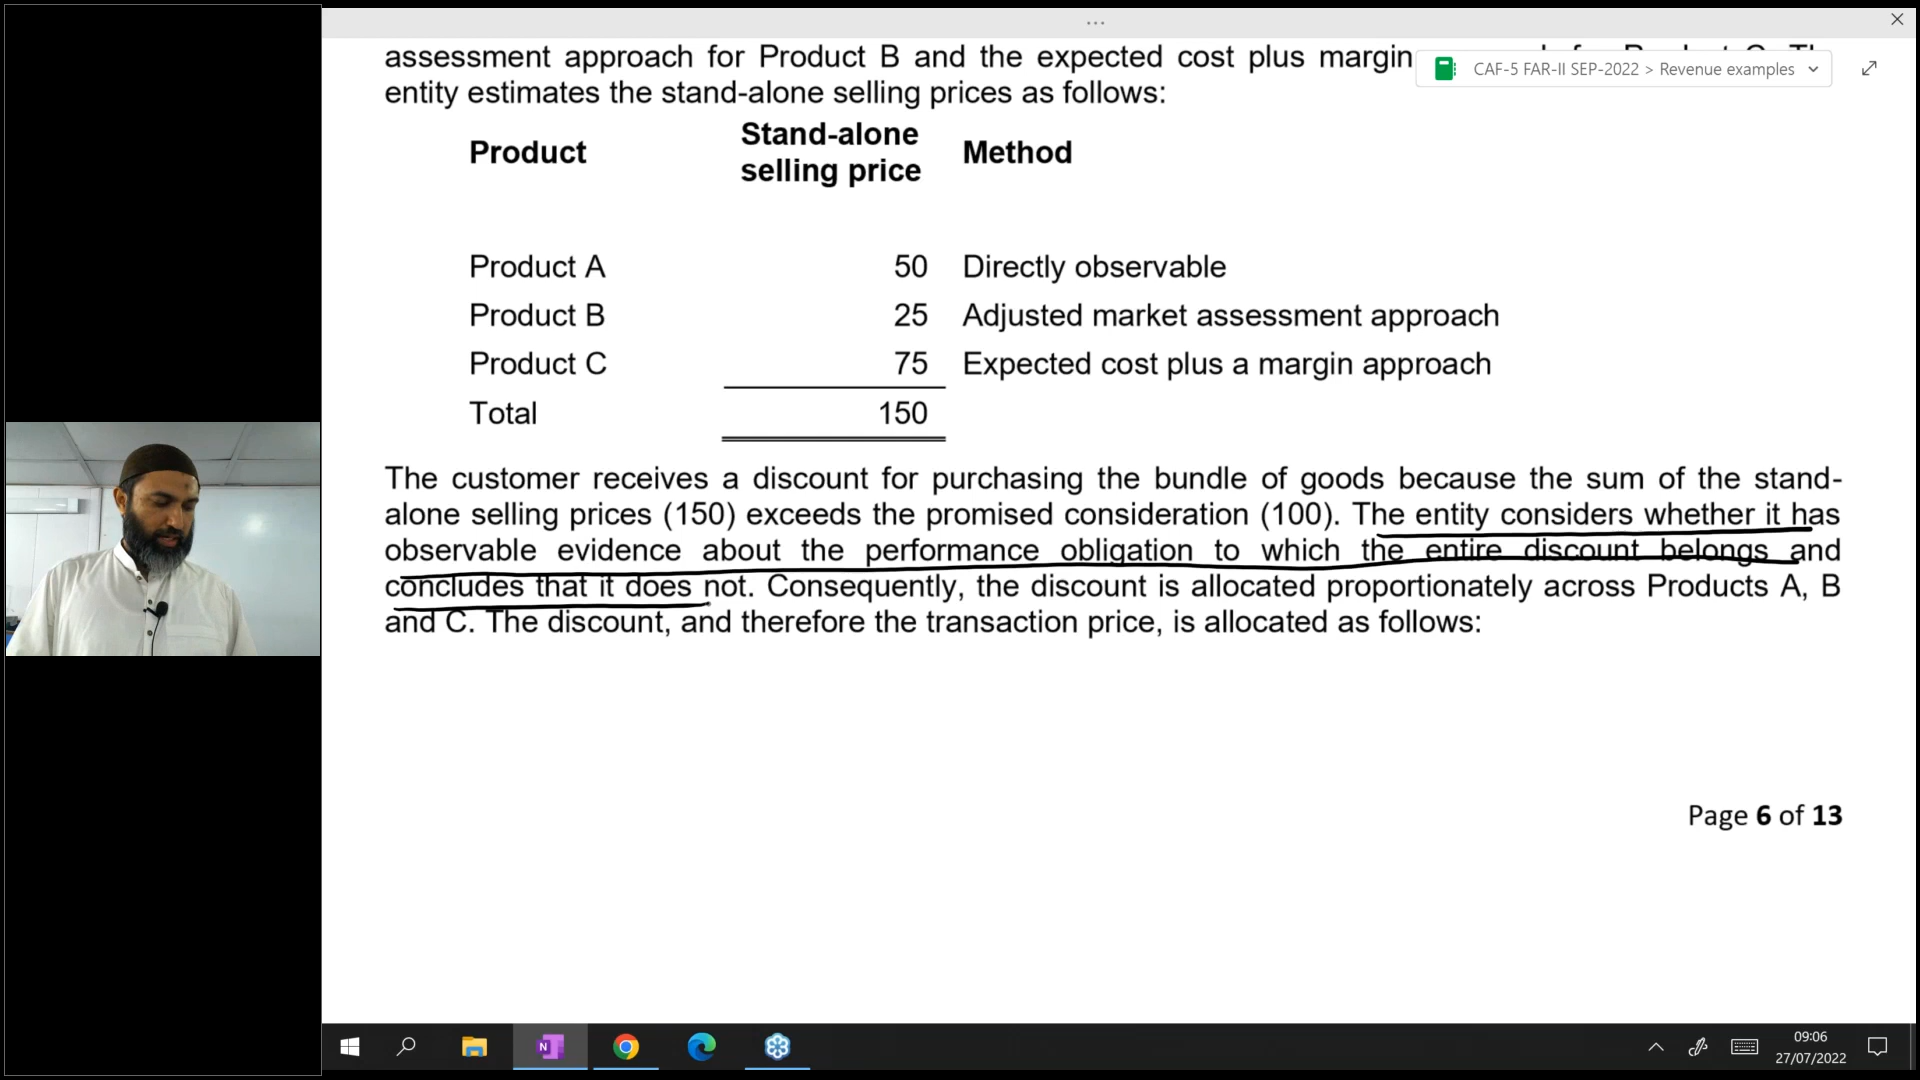 assessment approach for Product B and the expected cost plus margin
CAF-5 FAR-II SEP-2022 > Revenue examples
entity estimates the stand-alone selling prices as follows:
Product
Stand-alone
selling price
Method
Product A 50 Directly observable
Product B 25 Adjusted market assessment approach
Product C 75 Expected cost plus a margin approach
Total 150
The customer receives a discount for purchasing the bundle of goods because the sum of the stand-
alone selling prices (150) exceeds the promised consideration (100). The entity considers whether it has
observable evidence about the performance obligation to which the entire discount belongs and
concludes that it does not. Consequently, the discount is allocated proportionately across Products A, B
and C. The discount, and therefore the transaction price, is allocated as follows:
Page 6 of 13
N
09:06
27/07/2022